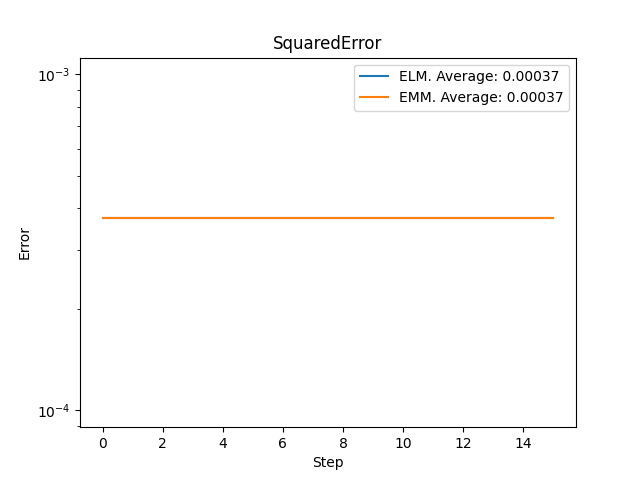 SquaredError
ELM. Average: 0.00037
EMM. Average: 0.00037
Error
10⁻³
10⁻⁴
0 2 4 6 8 10 12 14
Step